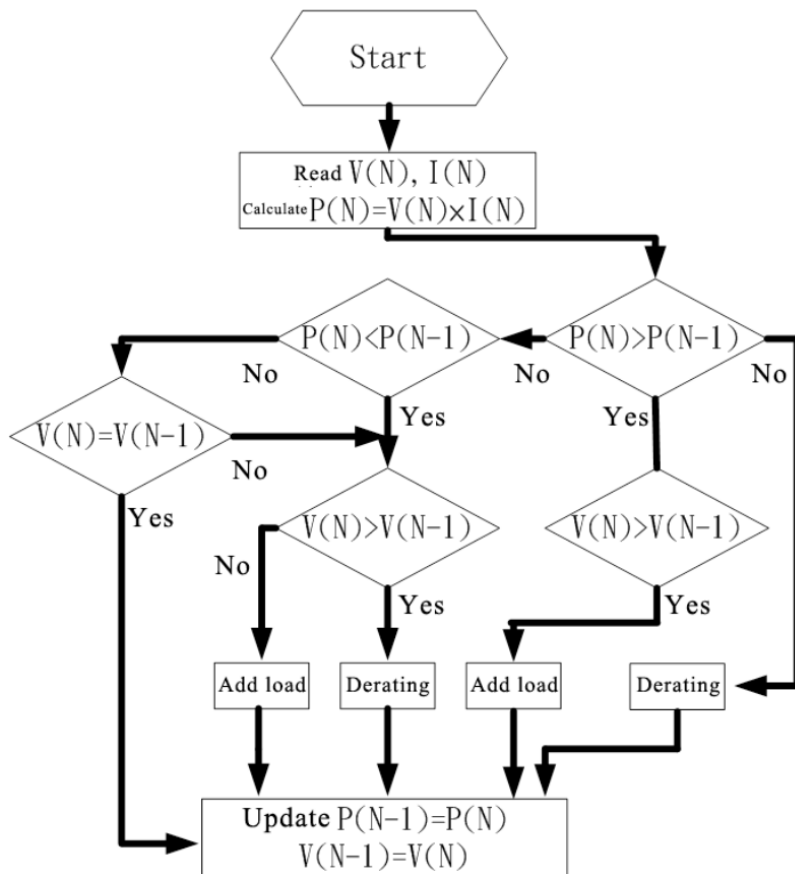 Start
Read V(N), I(N)
Calculate P(N)=V(N)×I(N)
P(N)<P(N-1)
P(N)>P(N-1)
No
No
No
Yes
Yes
V(N)=V(N-1)
No
Yes
V(N)>V(N-1)
V(N)>V(N-1)
No
Yes
Yes
Add load
Derating
Add load
Derating
Update P(N-1)=P(N)
V(N-1)=V(N)